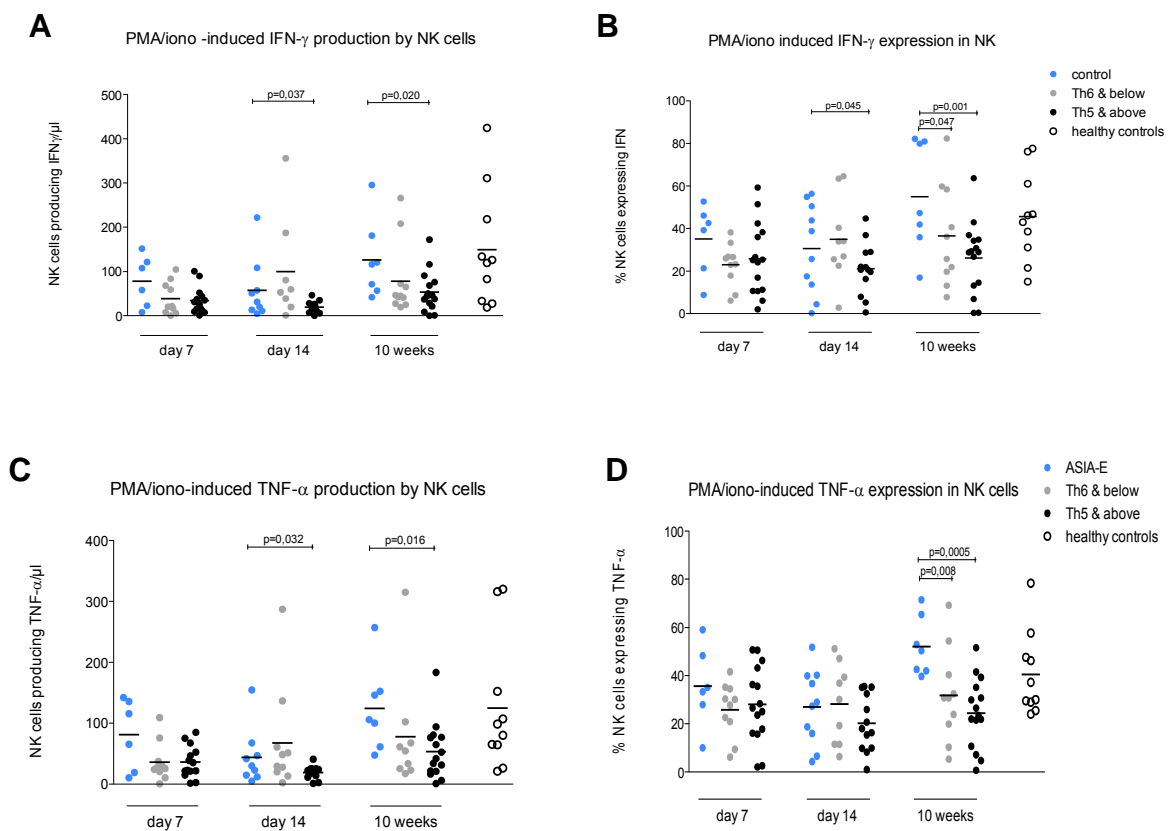 A
PMA/iono -induced IFN-γ production by NK cells
NK cells producing IFNγ/µl
500
400
300
200
100
0
p=0,037
p=0,020
day 7
day 14
10 weeks
B
PMA/iono induced IFN-γ expression in NK
% NK cells expressing IFN
100
80
60
40
20
0
p=0,045
p=0,001
p=0,047
day 7
day 14
10 weeks
control
Th6 & below
Th5 & above
healthy controls
C
PMA/iono-induced TNF-α production by NK cells
NK cells producing TNF-α/µl
400
300
200
100
0
p=0,032
p=0,016
day 7
day 14
10 weeks
D
PMA/iono-induced TNF-α expression in NK cells
% NK cells expressing TNF-α
100
80
60
40
20
0
p=0,0005
p=0,008
day 7
day 14
10 weeks
ASIA-E
Th6 & below
Th5 & above
healthy controls